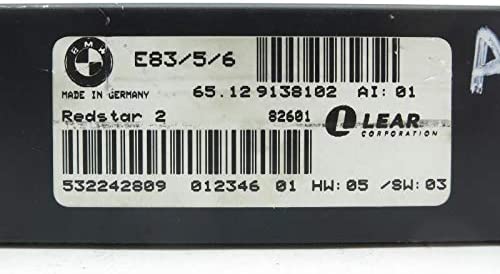 BMW
E83/5/6
MADE IN GERMANY
65.12 9138102 AI: 01
Redstar 2
82601
LEAR
CORPORATION
532242809 012346 01 HW: 05 /SW: 03
A